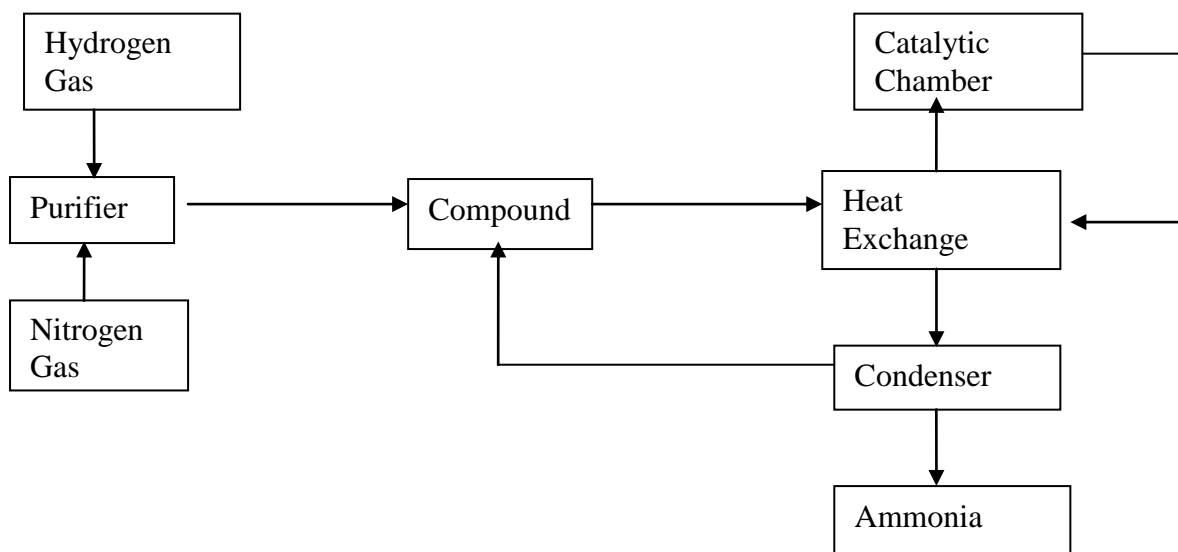 Hydrogen
Gas
Catalytic
Chamber
Purifier
Compound
Heat
Exchange
Nitrogen
Gas
Condenser
Ammonia